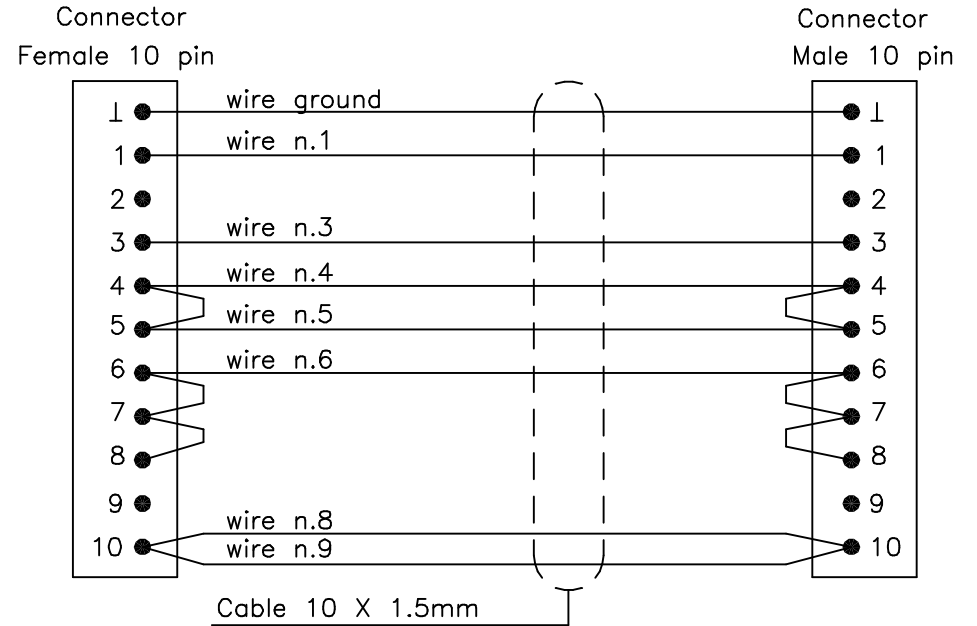 Connector Connector
Female 10 pin Male 10 pin
⊥ wire ground ⊥
1 wire n.1 1
2 2
3 wire n.3 3
4 wire n.4 4
5 wire n.5 5
6 wire n.6 6
7 7
8 8
9 9
wire n.8
10 wire n.9 10
Cable 10 X 1.5mm